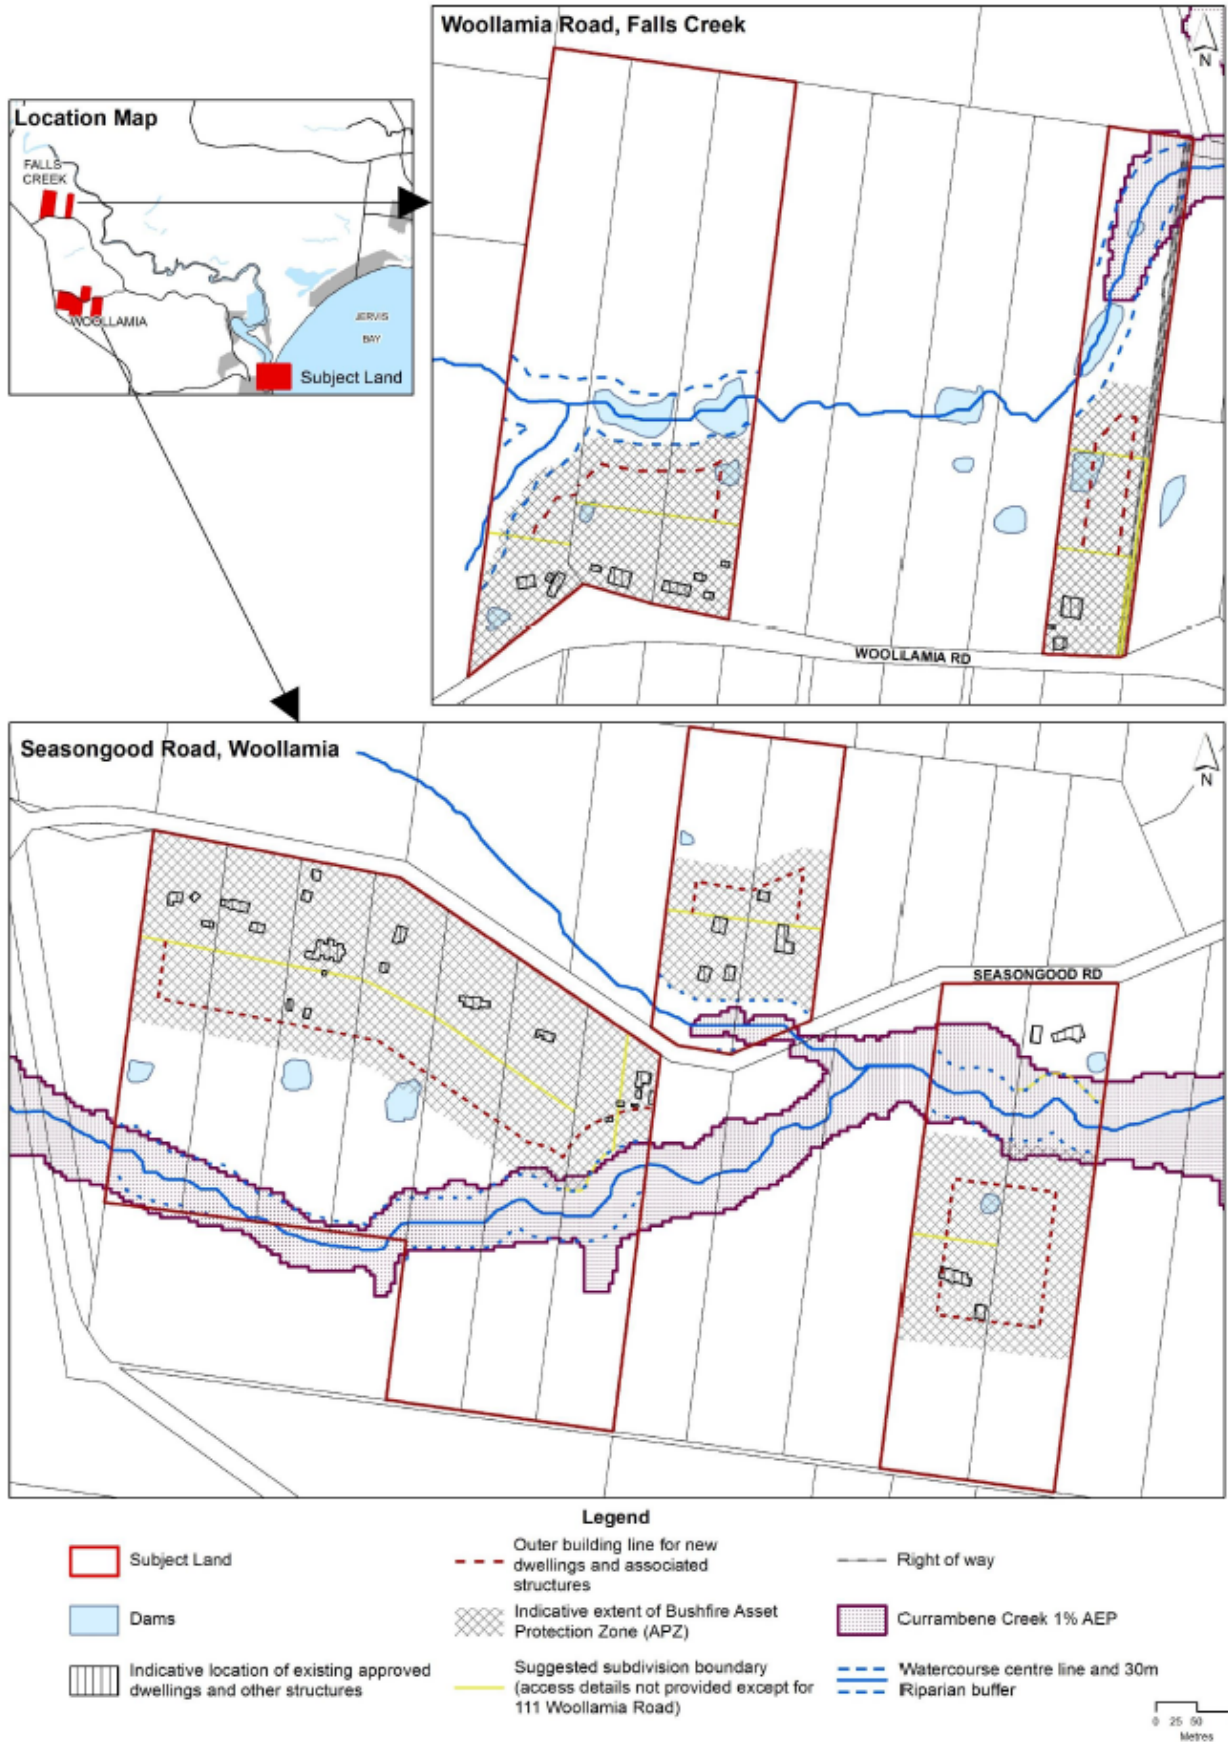 Woollamia Road, Falls Creek
N
Location Map
FALLS
CREEK
WOOLLAMIA
JERVIS
BAY
Subject Land
WOOLLAMIA RD
Seasongood Road, Woollamia
N
SEASONGOOD RD
Legend
Subject Land
Outer building line for new
dwellings and associated
structures
Right of way
Dams
Indicative extent of Bushfire Asset
Protection Zone (APZ)
Currambene Creek 1% AEP
Indicative location of existing approved
dwellings and other structures
Suggested subdivision boundary
(access details not provided except for
111 Woollamia Road)
Watercourse centre line and 30m
Riparian buffer
0 25 50
Metres